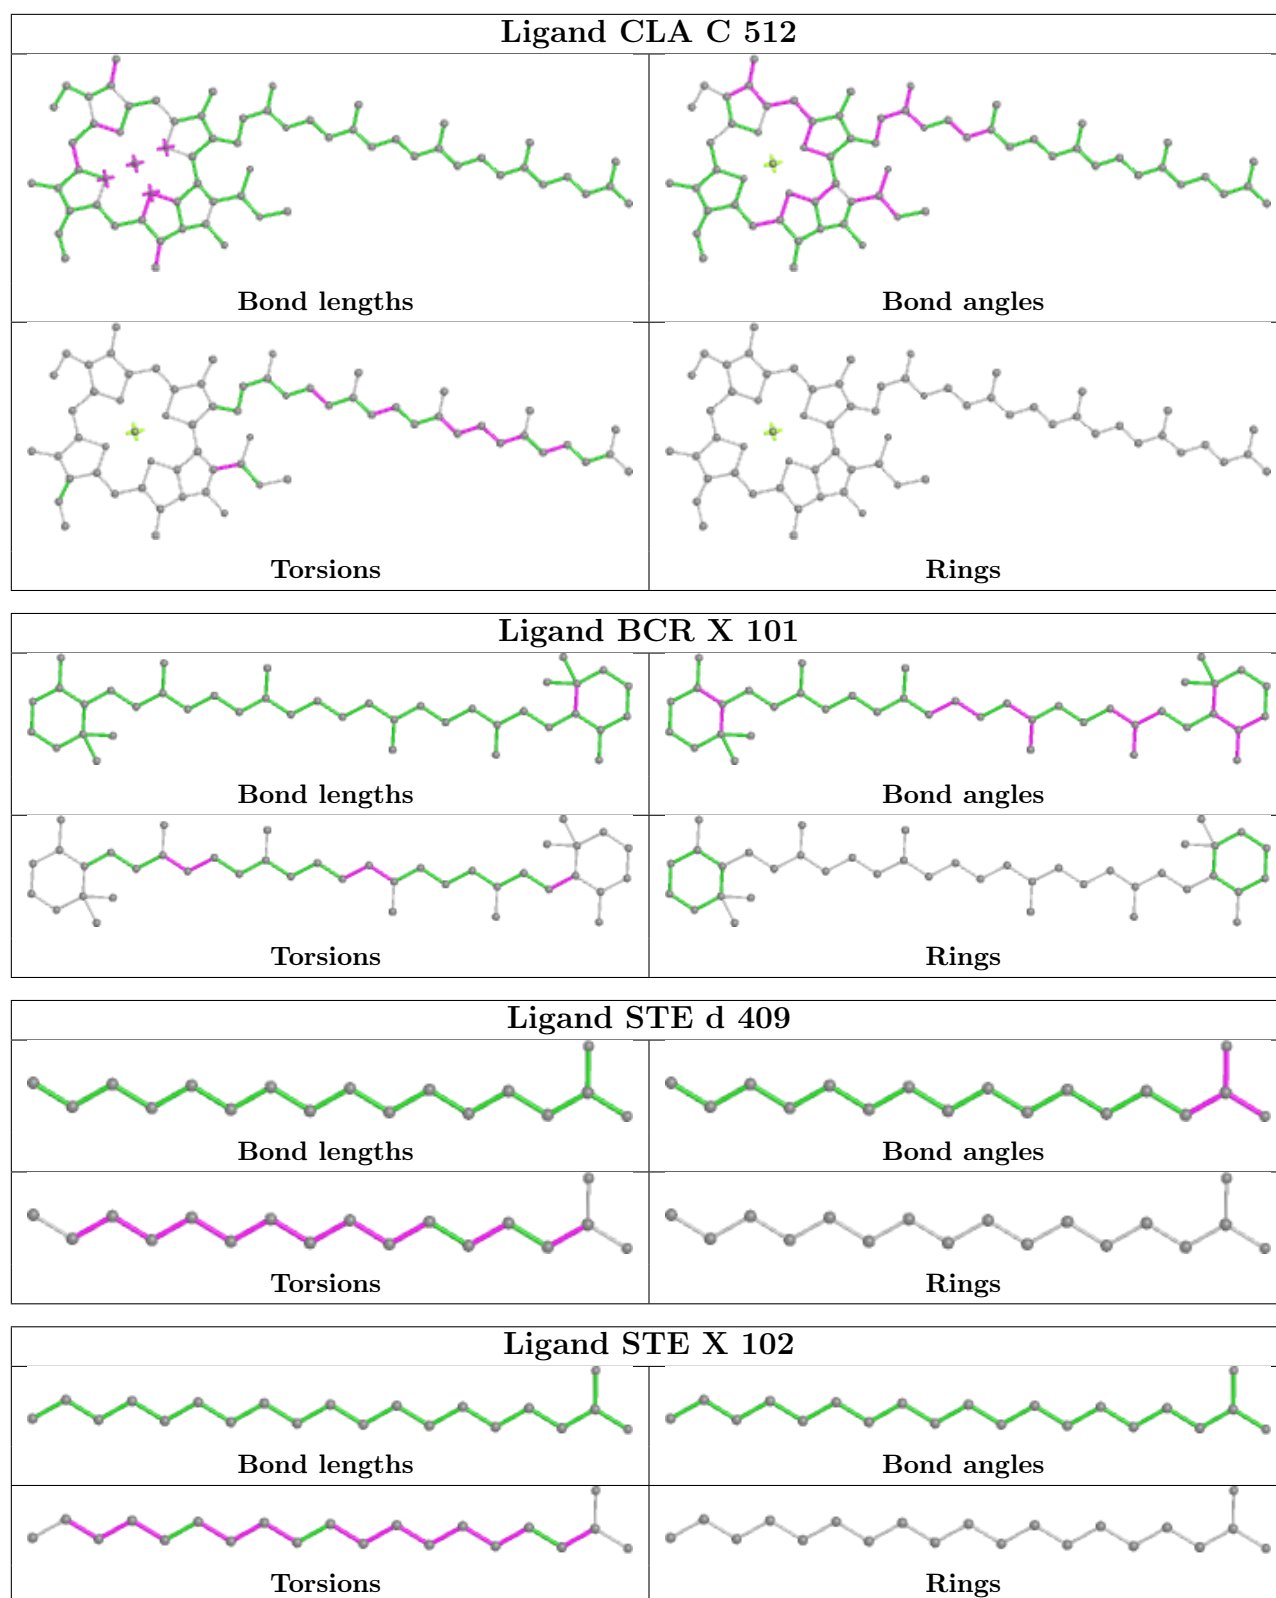 Ligand CLA C 512
Bond lengths
Bond angles
Torsions
Rings
Ligand BCR X 101
Bond lengths
Bond angles
Torsions
Rings
Ligand STE d 409
Bond lengths
Bond angles
Torsions
Rings
Ligand STE X 102
Bond lengths
Bond angles
Torsions
Rings